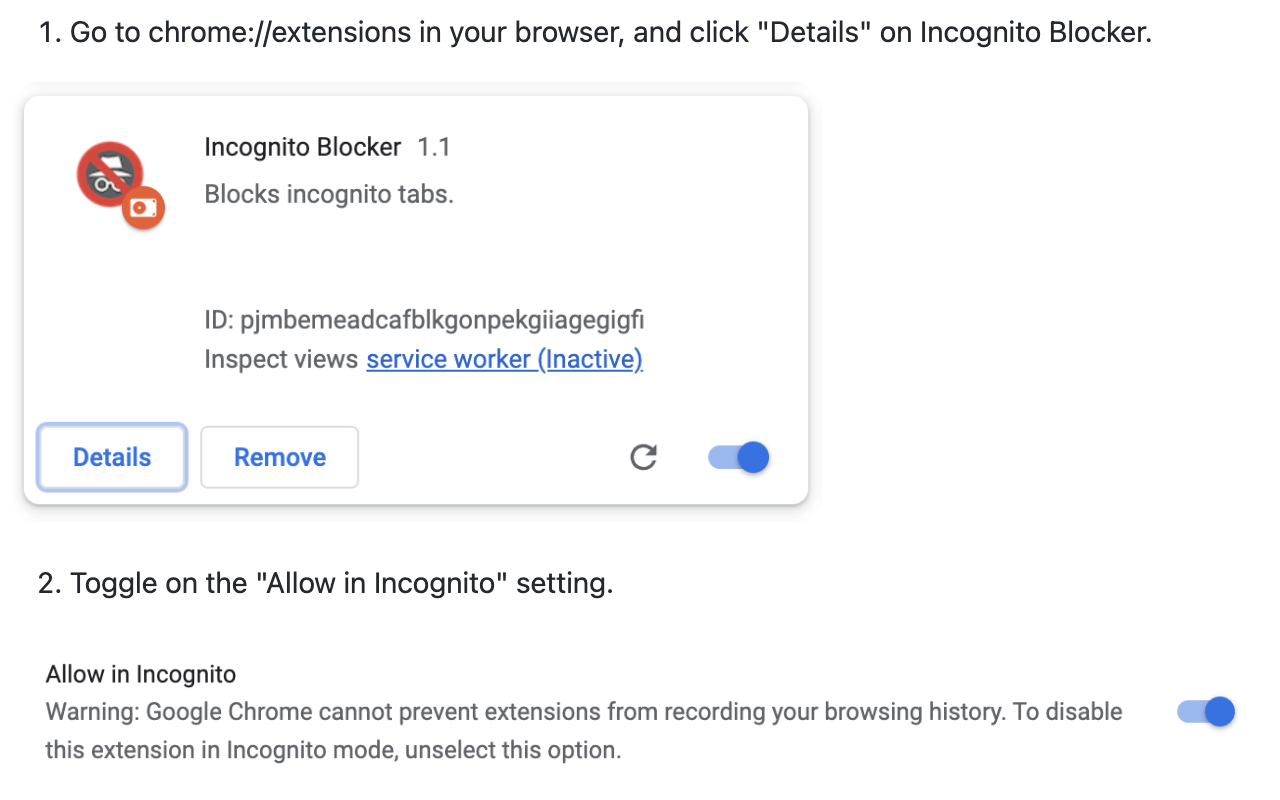 1. Go to chrome://extensions in your browser, and click "Details" on Incognito Blocker.
Incognito Blocker 1.1
Blocks incognito tabs.
ID: pjmbemeadcafblkgonpekgiiagegigfi
Inspect views service worker (Inactive)
Details Remove
2. Toggle on the "Allow in Incognito" setting.
Allow in Incognito
Warning: Google Chrome cannot prevent extensions from recording your browsing history. To disable
this extension in Incognito mode, unselect this option.